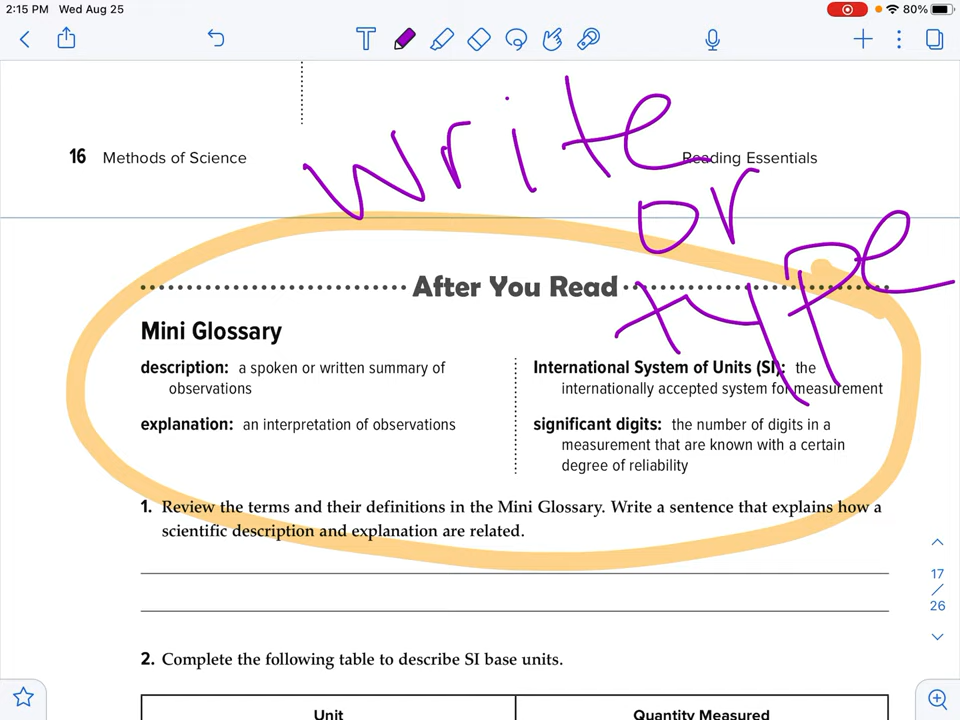 2:15 PM Wed Aug 25
80%
T
write
16 Methods of Science
Reading Essentials
or
type
After You Read
Mini Glossary
description: a spoken or written summary of
observations
explanation: an interpretation of observations
International System of Units (SI): the
internationally accepted system for measurement
significant digits: the number of digits in a
measurement that are known with a certain
degree of reliability
1. Review the terms and their definitions in the Mini Glossary. Write a sentence that explains how a
scientific description and explanation are related.
17
/
26
2. Complete the following table to describe SI base units.
Unit
Quantity Measured